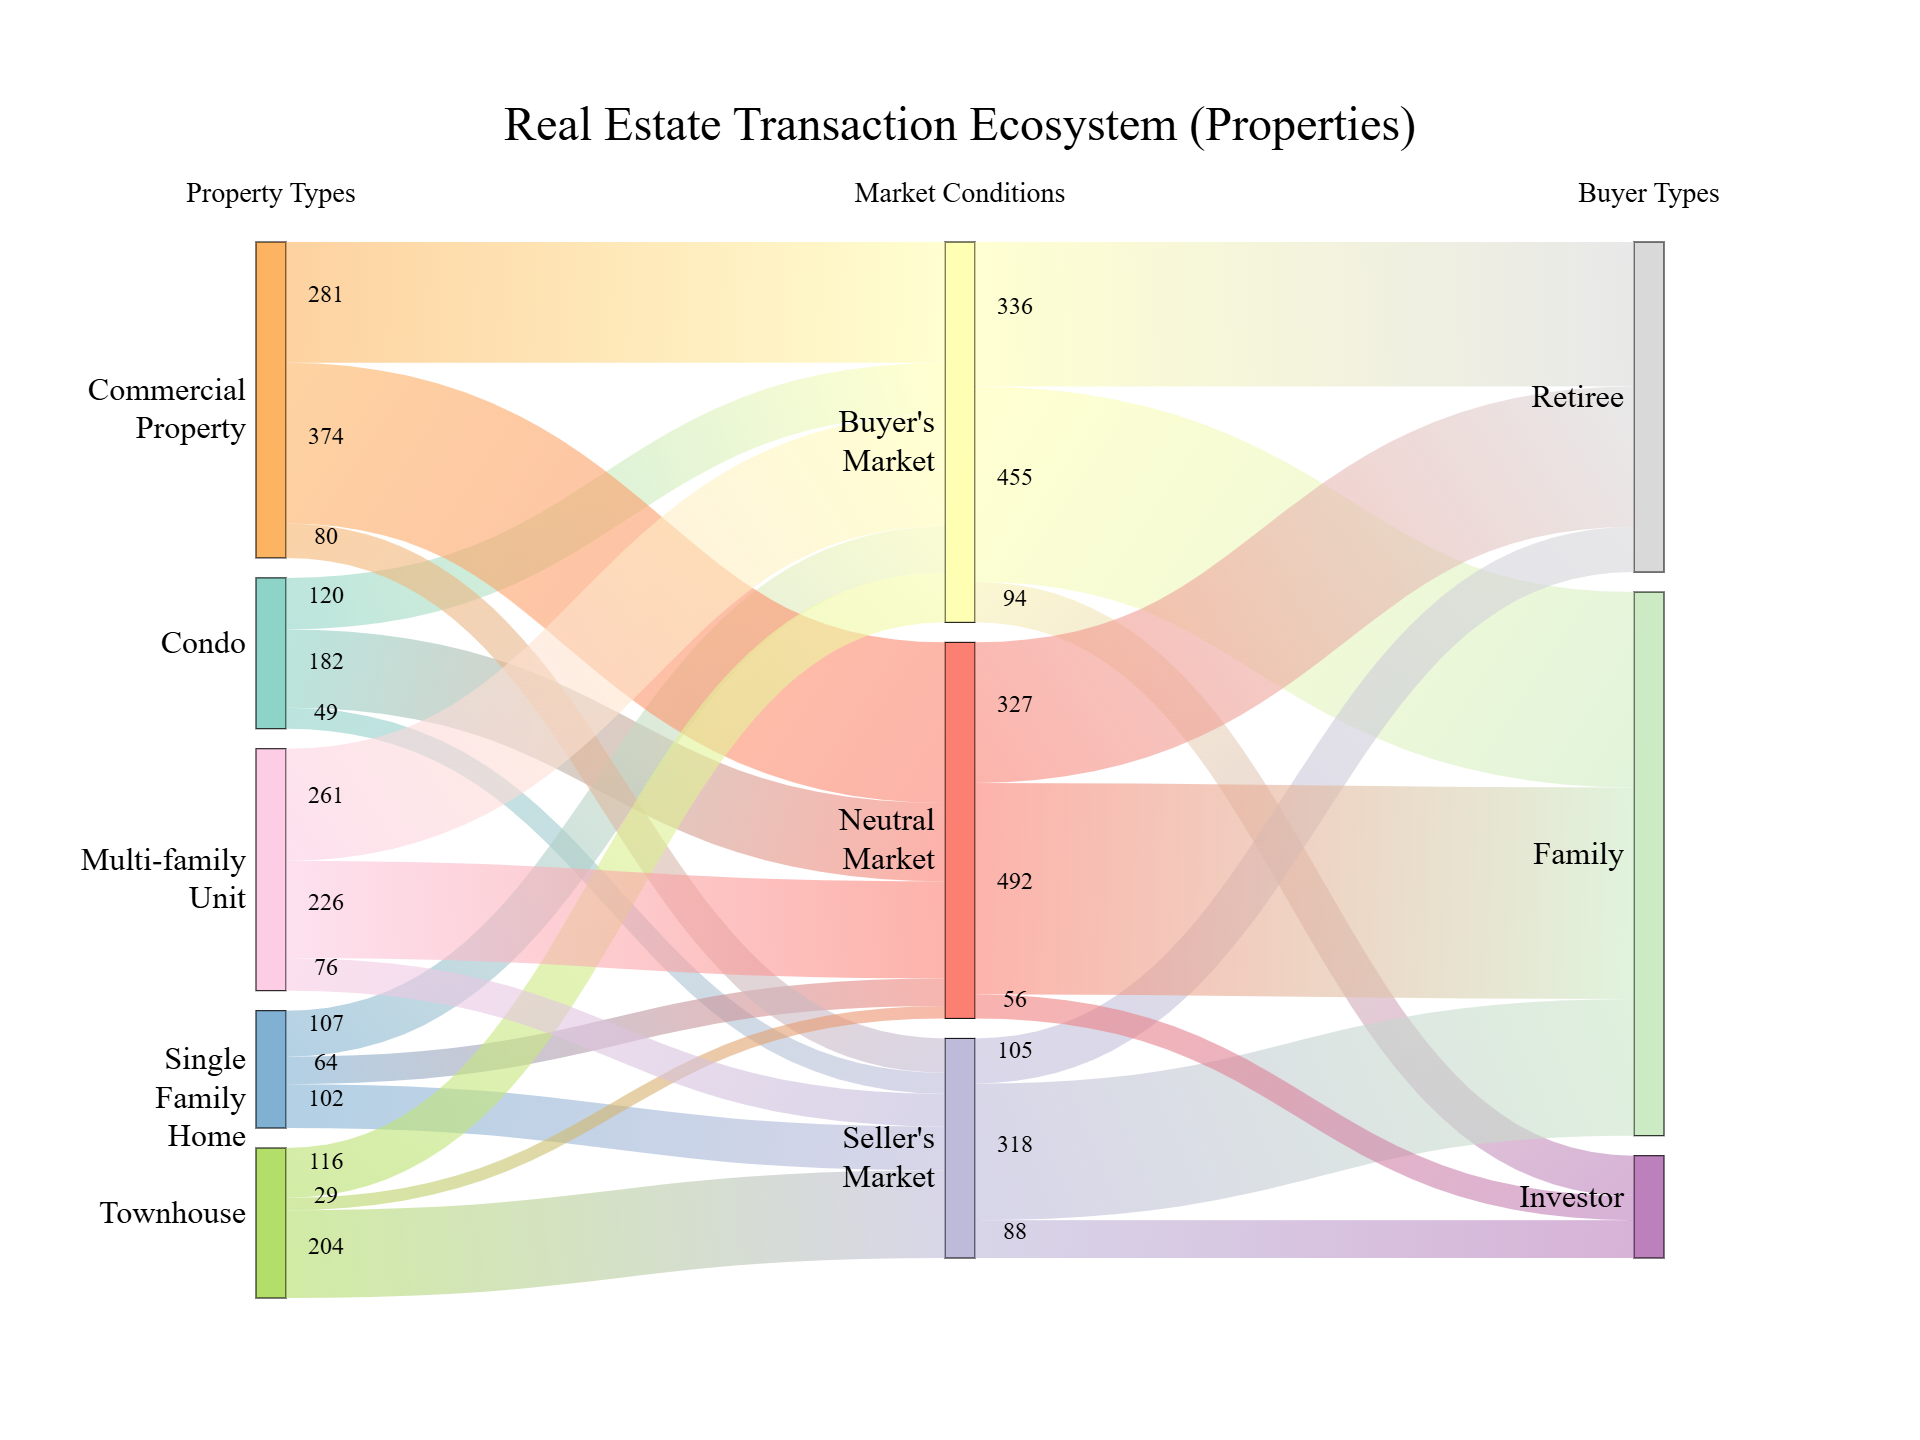 Real Estate Transaction Ecosystem (Properties)
Property Types
Market Conditions
Buyer Types
Commercial
Property
281
374
80
Condo
120
182
49
Multi-family
Unit
261
226
76
Single
Family
Home
107
64
102
Townhouse
116
29
204
Buyer's
Market
336
455
94
Neutral
Market
327
492
56
Seller's
Market
105
318
88
Retiree
Family
Investor